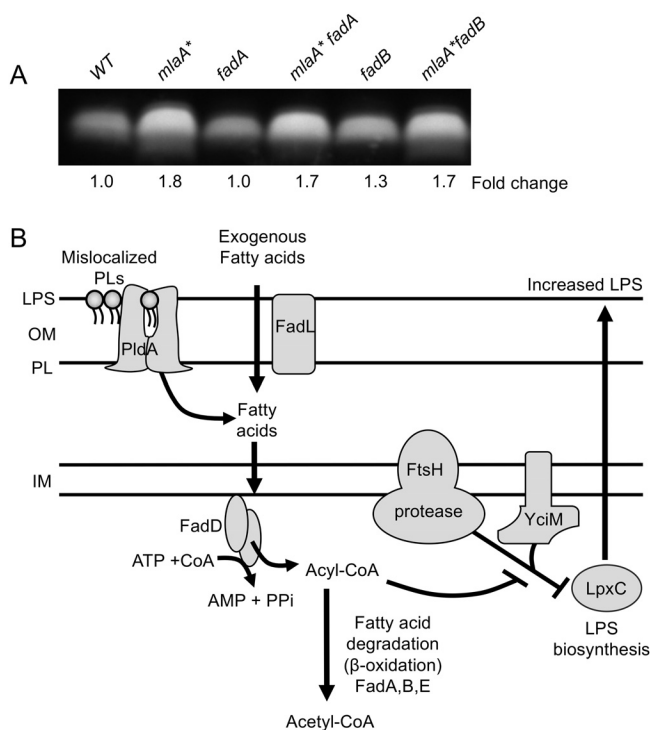 A
WT
mlaA*
fadA
mlaA* fadA
fadB
mlaA*fadB
1.0 1.8 1.0 1.7 1.3 1.7 Fold change
B
Exogenous
Fatty acids
Mislocalized
PLs
Increased LPS
LPS
OM
PL
PldA
FadL
Fatty
acids
IM
FtsH
protease
YciM
FadD
ATP +CoA
AMP + PPi
Acyl-CoA
LpxC
LPS
biosynthesis
Fatty acid
degradation
(β-oxidation)
FadA,B,E
Acetyl-CoA